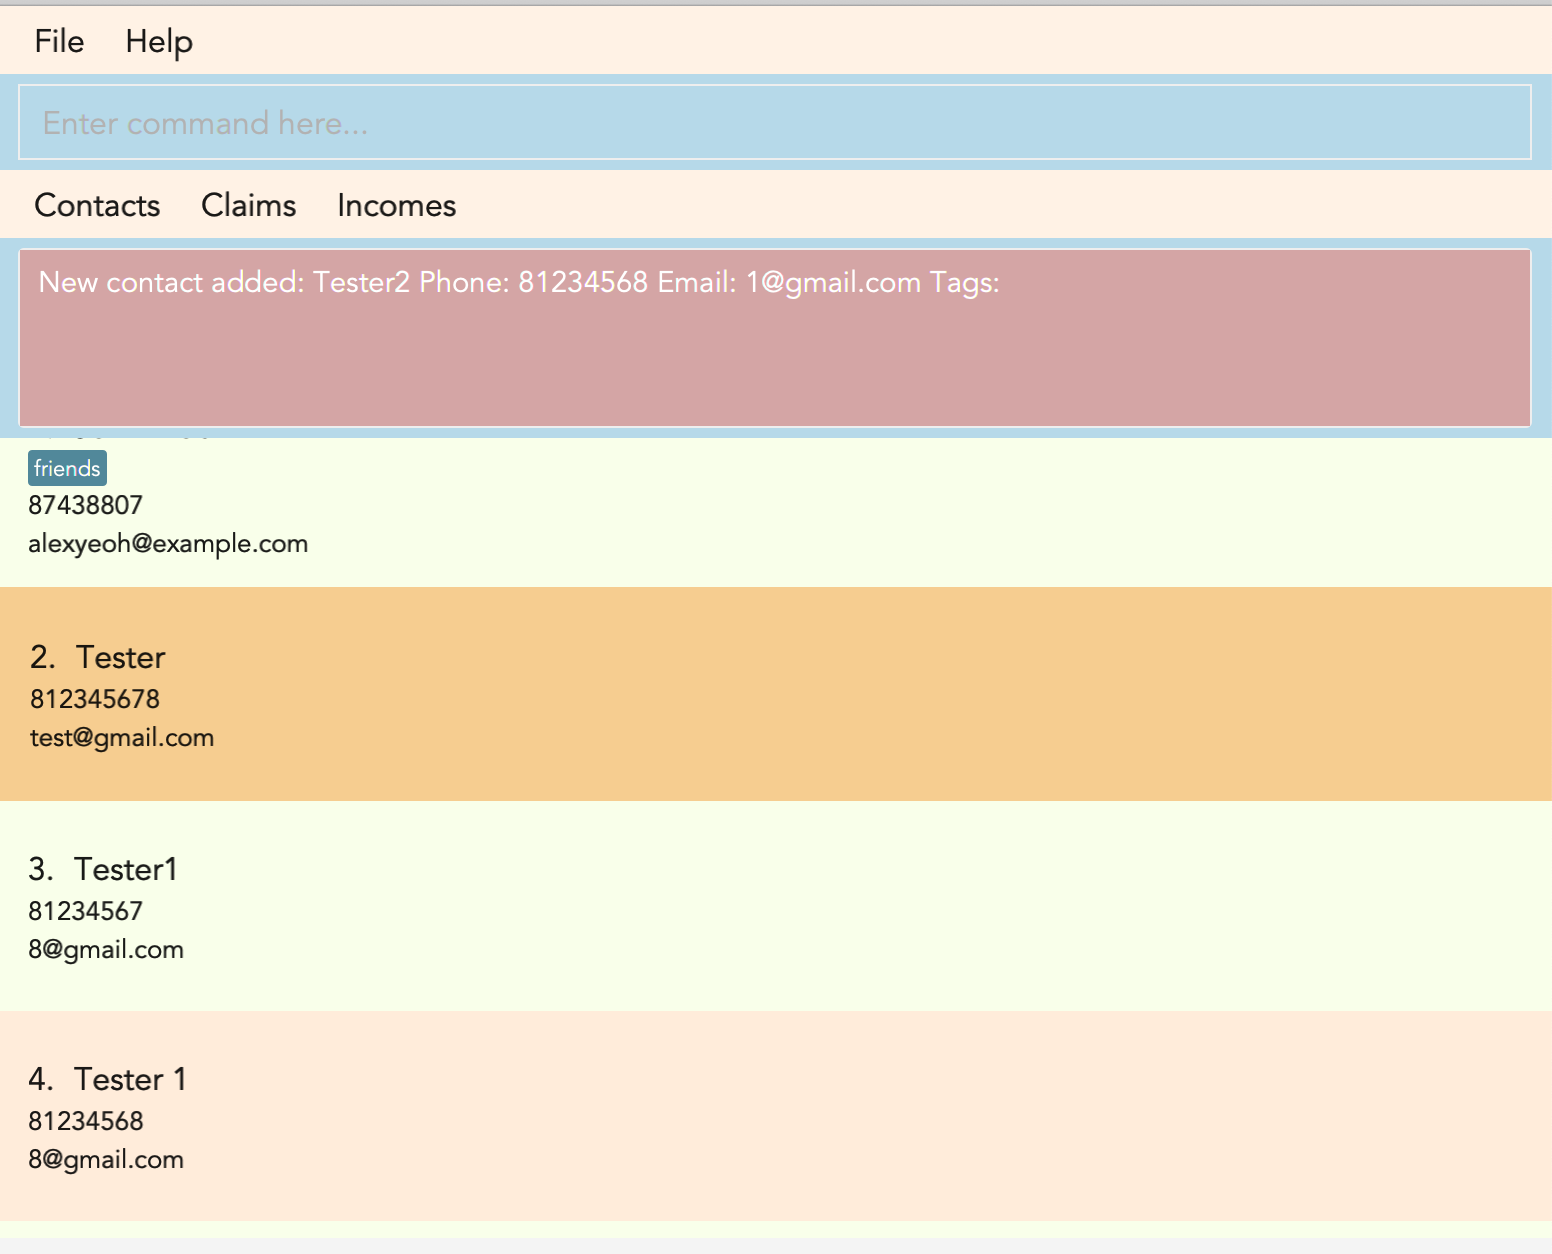 File Help
Enter command here...
Contacts Claims Incomes
New contact added: Tester2 Phone: 81234568 Email: 1@gmail.com Tags:
friends
87438807
alexyeoh@example.com
2. Tester
812345678
test@gmail.com
3. Tester1
81234567
8@gmail.com
4. Tester 1
81234568
8@gmail.com